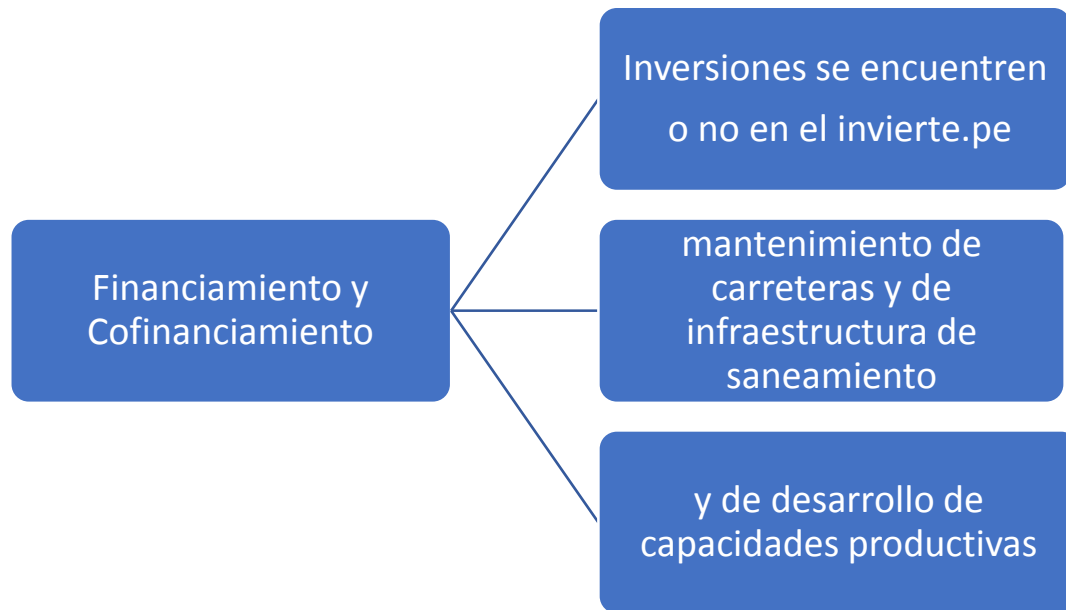 Inversiones se encuentren
o no en el invierte.pe
Financiamiento y
Cofinanciamiento
mantenimiento de
carreteras y de
infraestructura de
saneamiento
y de desarrollo de
capacidades productivas